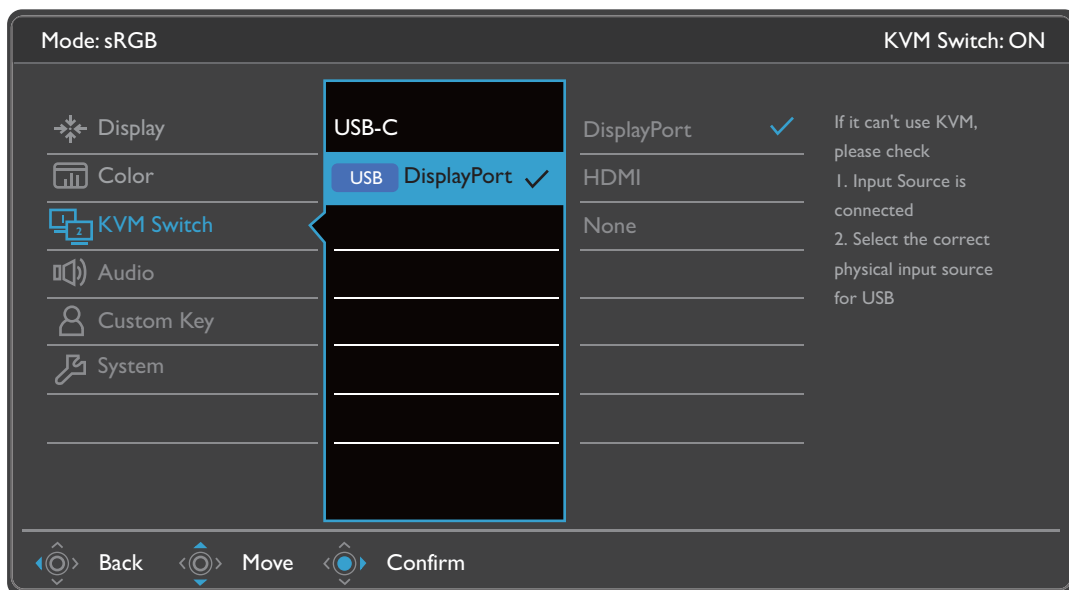 Mode: sRGB
KVM Switch: ON
Display
Color
1
2
KVM Switch
Audio
Custom Key
System
USB-C
USB DisplayPort
DisplayPort
HDMI
None
If it can't use KVM,
please check
1. Input Source is
connected
2. Select the correct
physical input source
for USB
Back
Move
Confirm